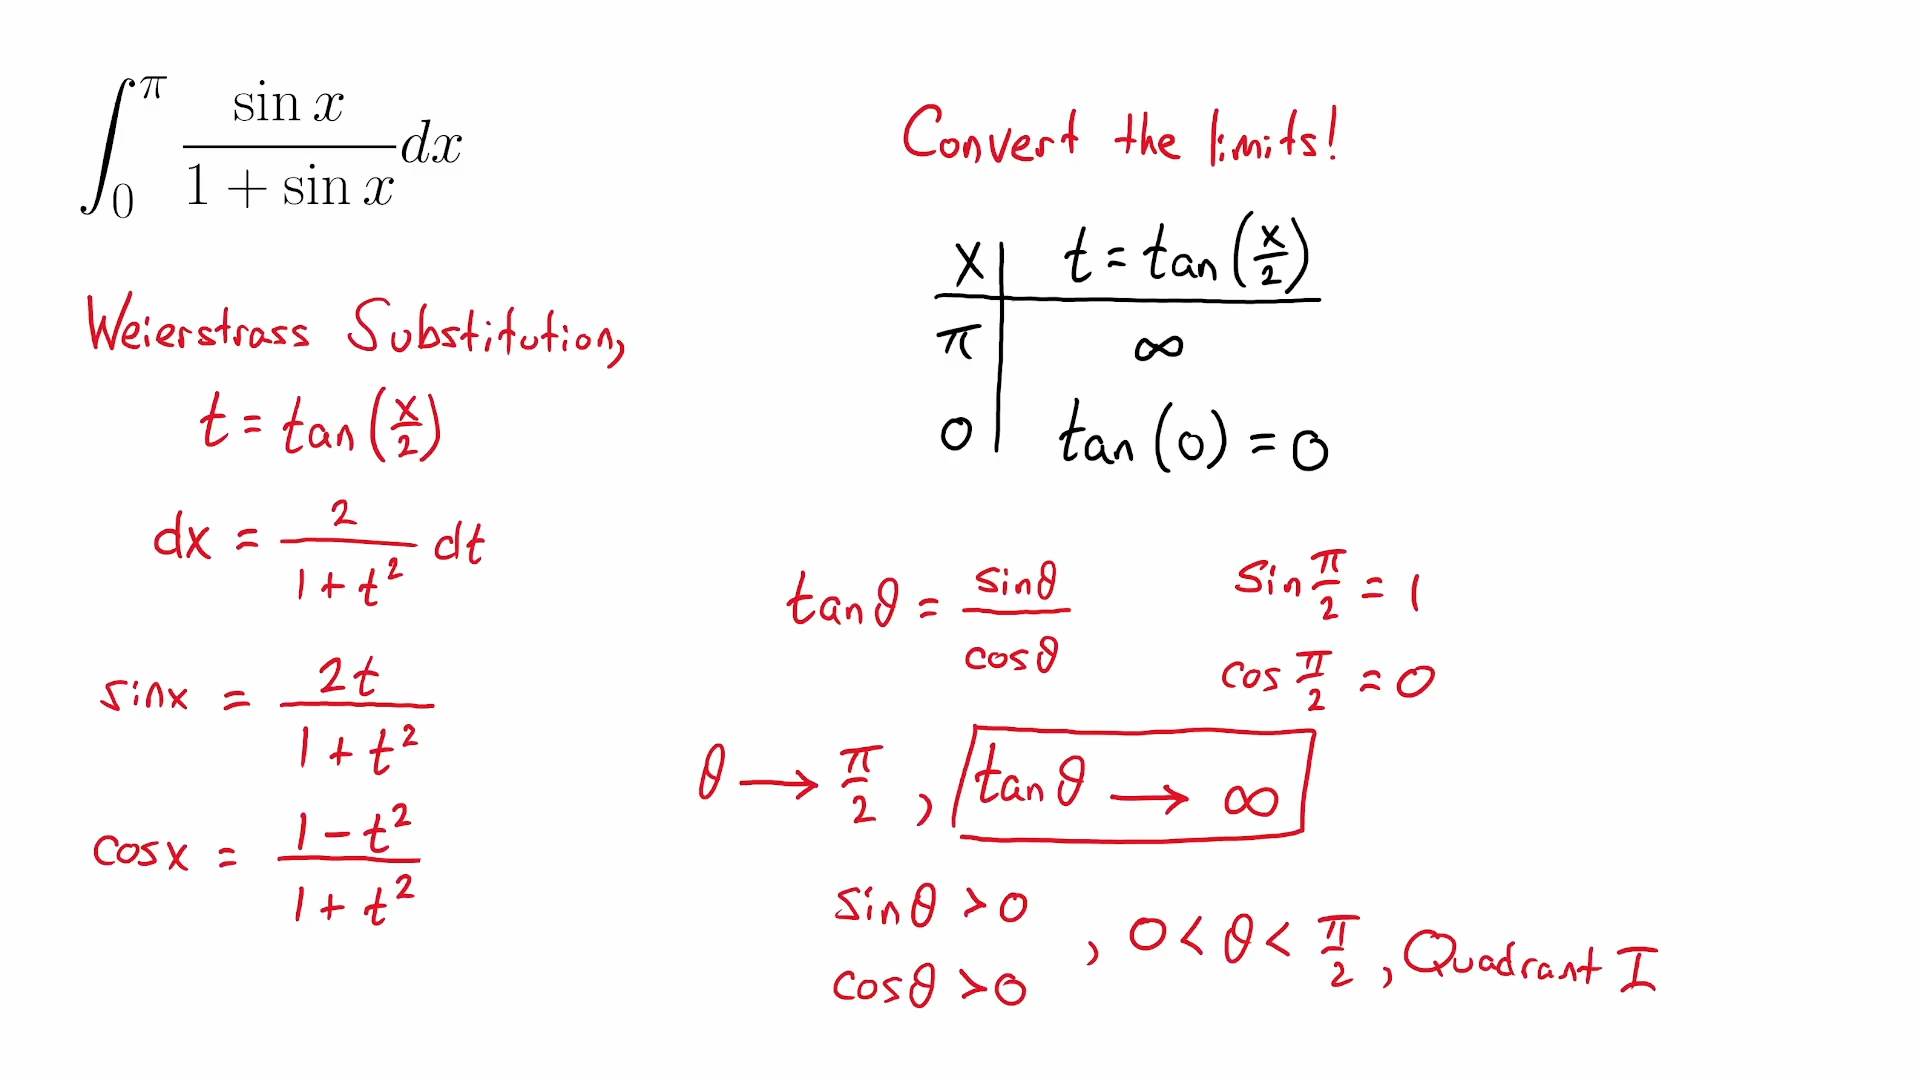 ∫₀^π sin x / (1 + sin x) dx
Weierstrass Substitution,
t = tan(x/2)
dx = 2/(1 + t²) dt
sinx = 2t/(1 + t²)
cosx = (1 − t²)/(1 + t²)
Convert the limits!
x | t = tan(x/2)
π | ∞
0 | tan(0) = 0
tanθ = sinθ/cosθ
sin π/2 = 1
cos π/2 = 0
θ → π/2, tanθ → ∞
sinθ > 0
cosθ > 0
, 0 < θ < π/2, Quadrant I